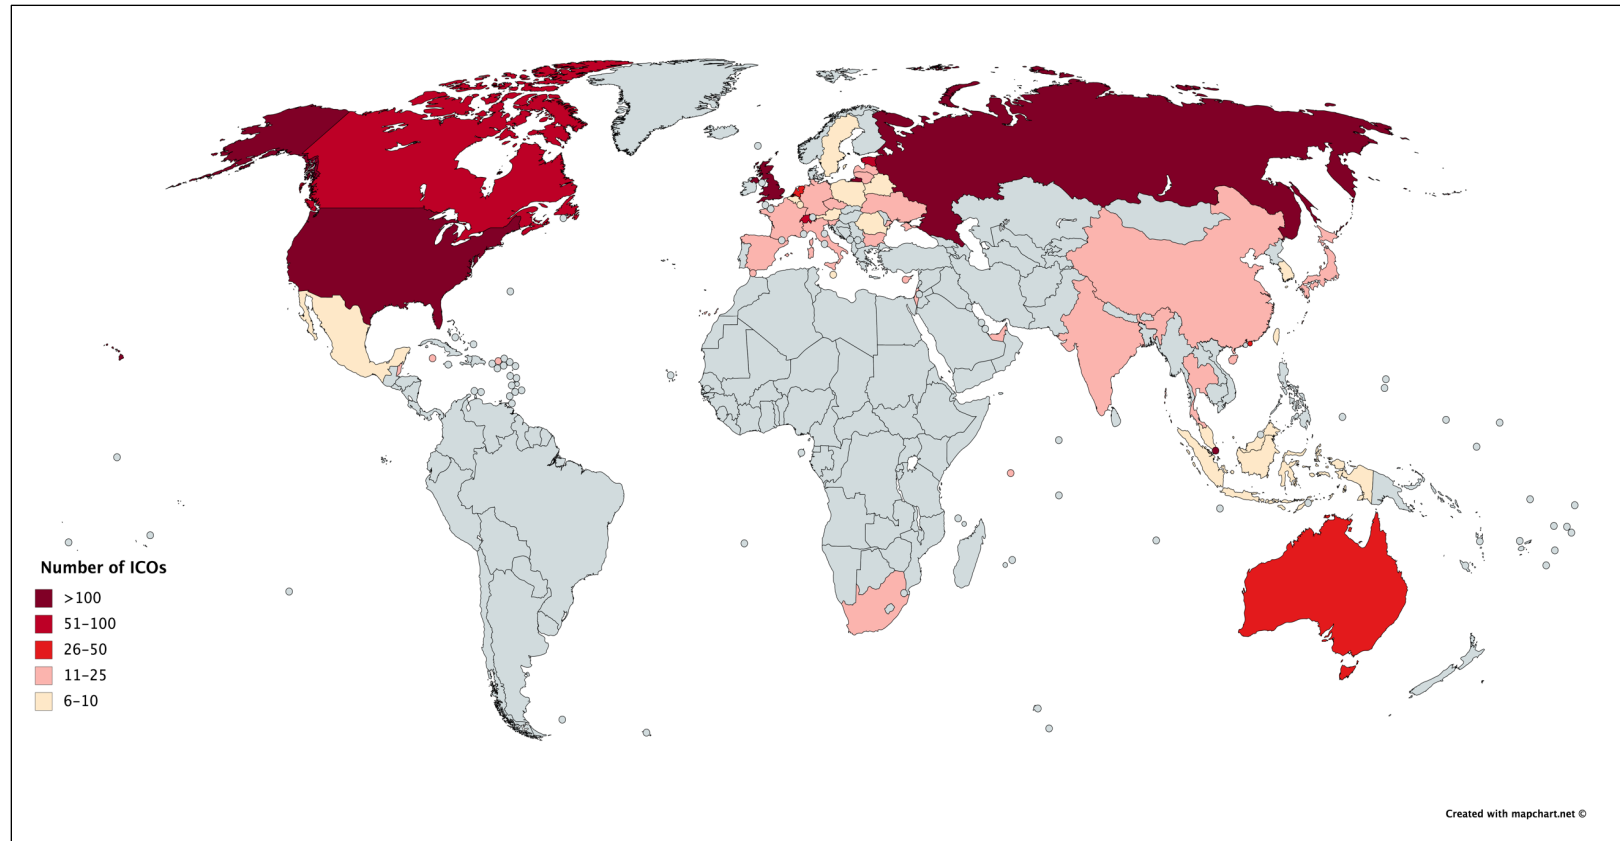 Number of ICOs
>100
51–100
26–50
11–25
6–10
Created with mapchart.net ©